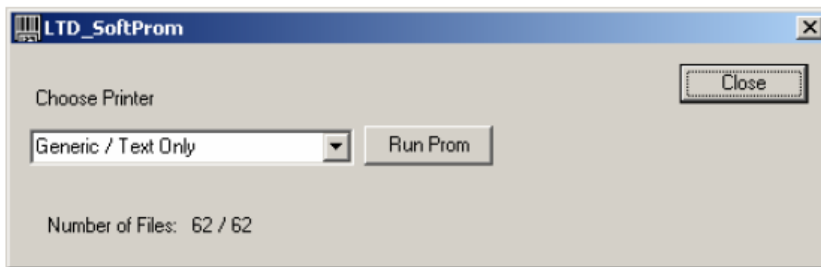 LTD_SoftProm
Close
Choose Printer
Generic / Text Only
Run Prom
Number of Files: 62 / 62